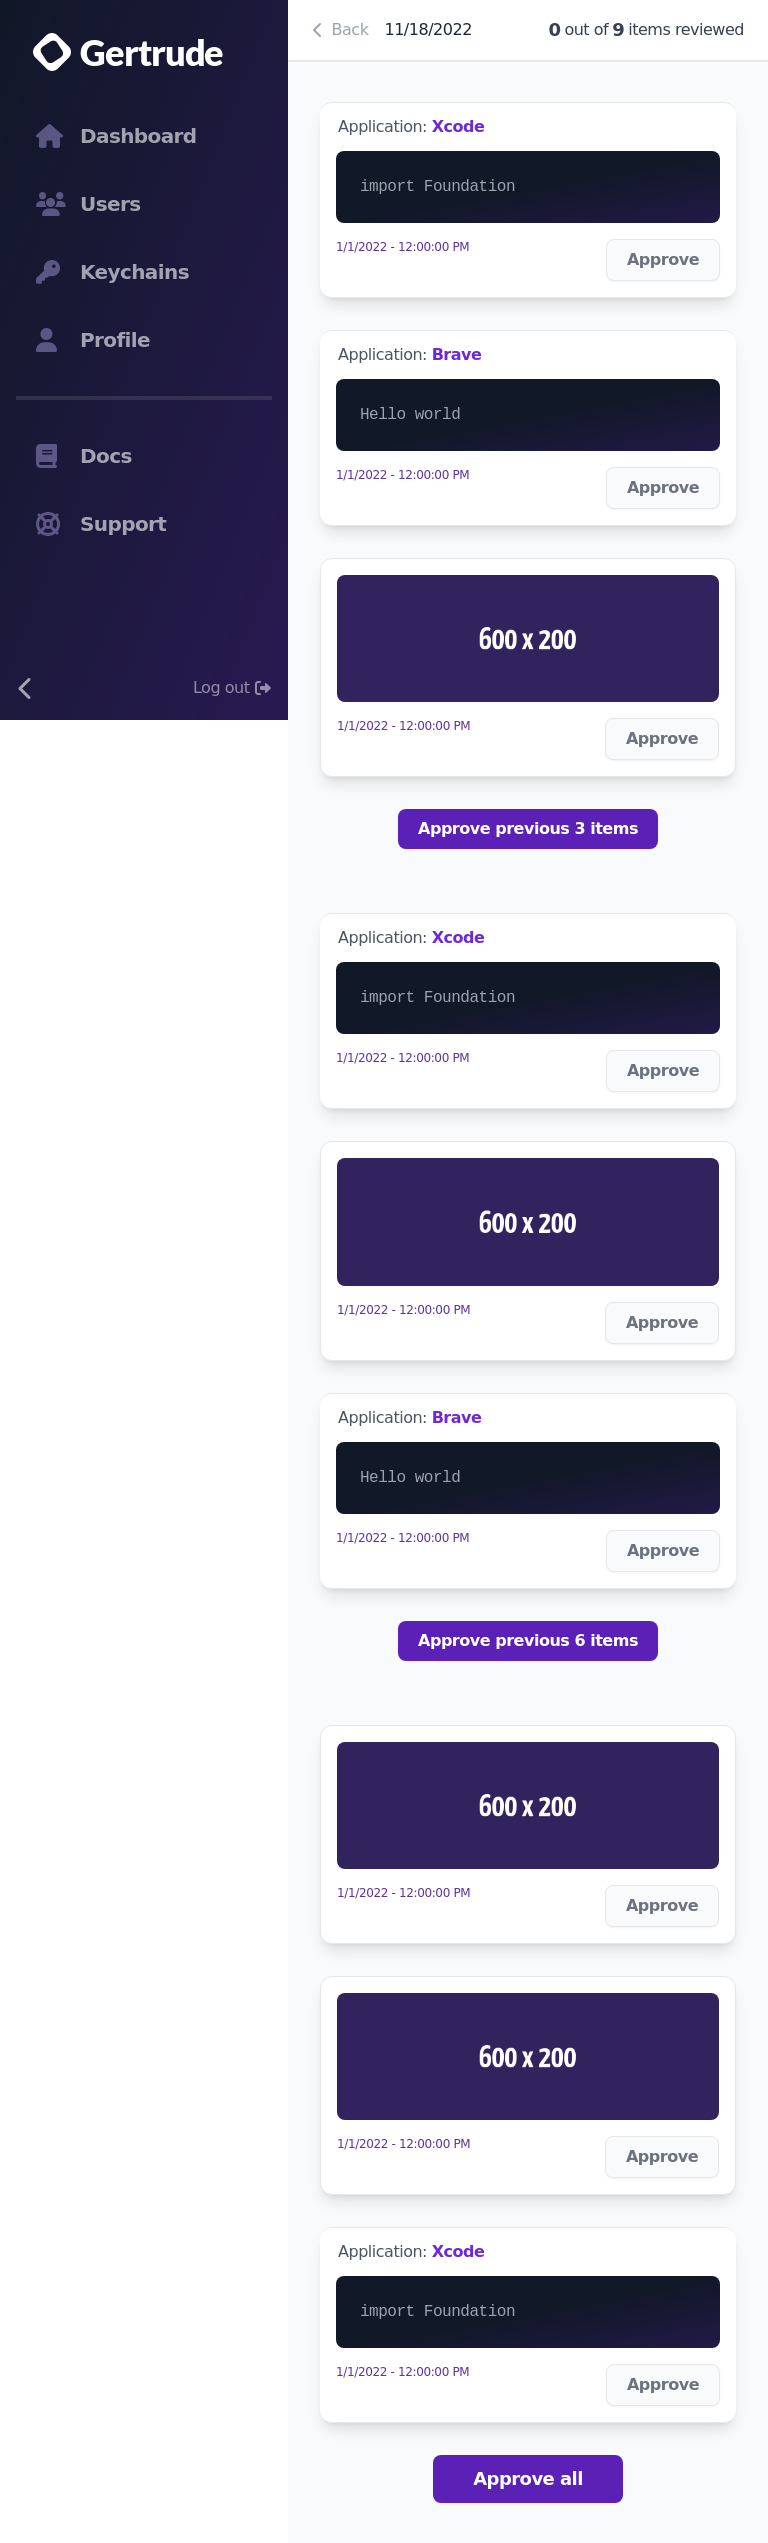 Gertrude
Dashboard
Users
Keychains
Profile
Docs
Support
Log out
Back 11/18/2022 0 out of 9 items reviewed
Application: Xcode
import Foundation
1/1/2022 - 12:00:00 PM
Approve
Application: Brave
Hello world
1/1/2022 - 12:00:00 PM
Approve
600 x 200
1/1/2022 - 12:00:00 PM
Approve
Approve previous 3 items
Application: Xcode
import Foundation
1/1/2022 - 12:00:00 PM
Approve
600 x 200
1/1/2022 - 12:00:00 PM
Approve
Application: Brave
Hello world
1/1/2022 - 12:00:00 PM
Approve
Approve previous 6 items
600 x 200
1/1/2022 - 12:00:00 PM
Approve
600 x 200
1/1/2022 - 12:00:00 PM
Approve
Application: Xcode
import Foundation
1/1/2022 - 12:00:00 PM
Approve
Approve all